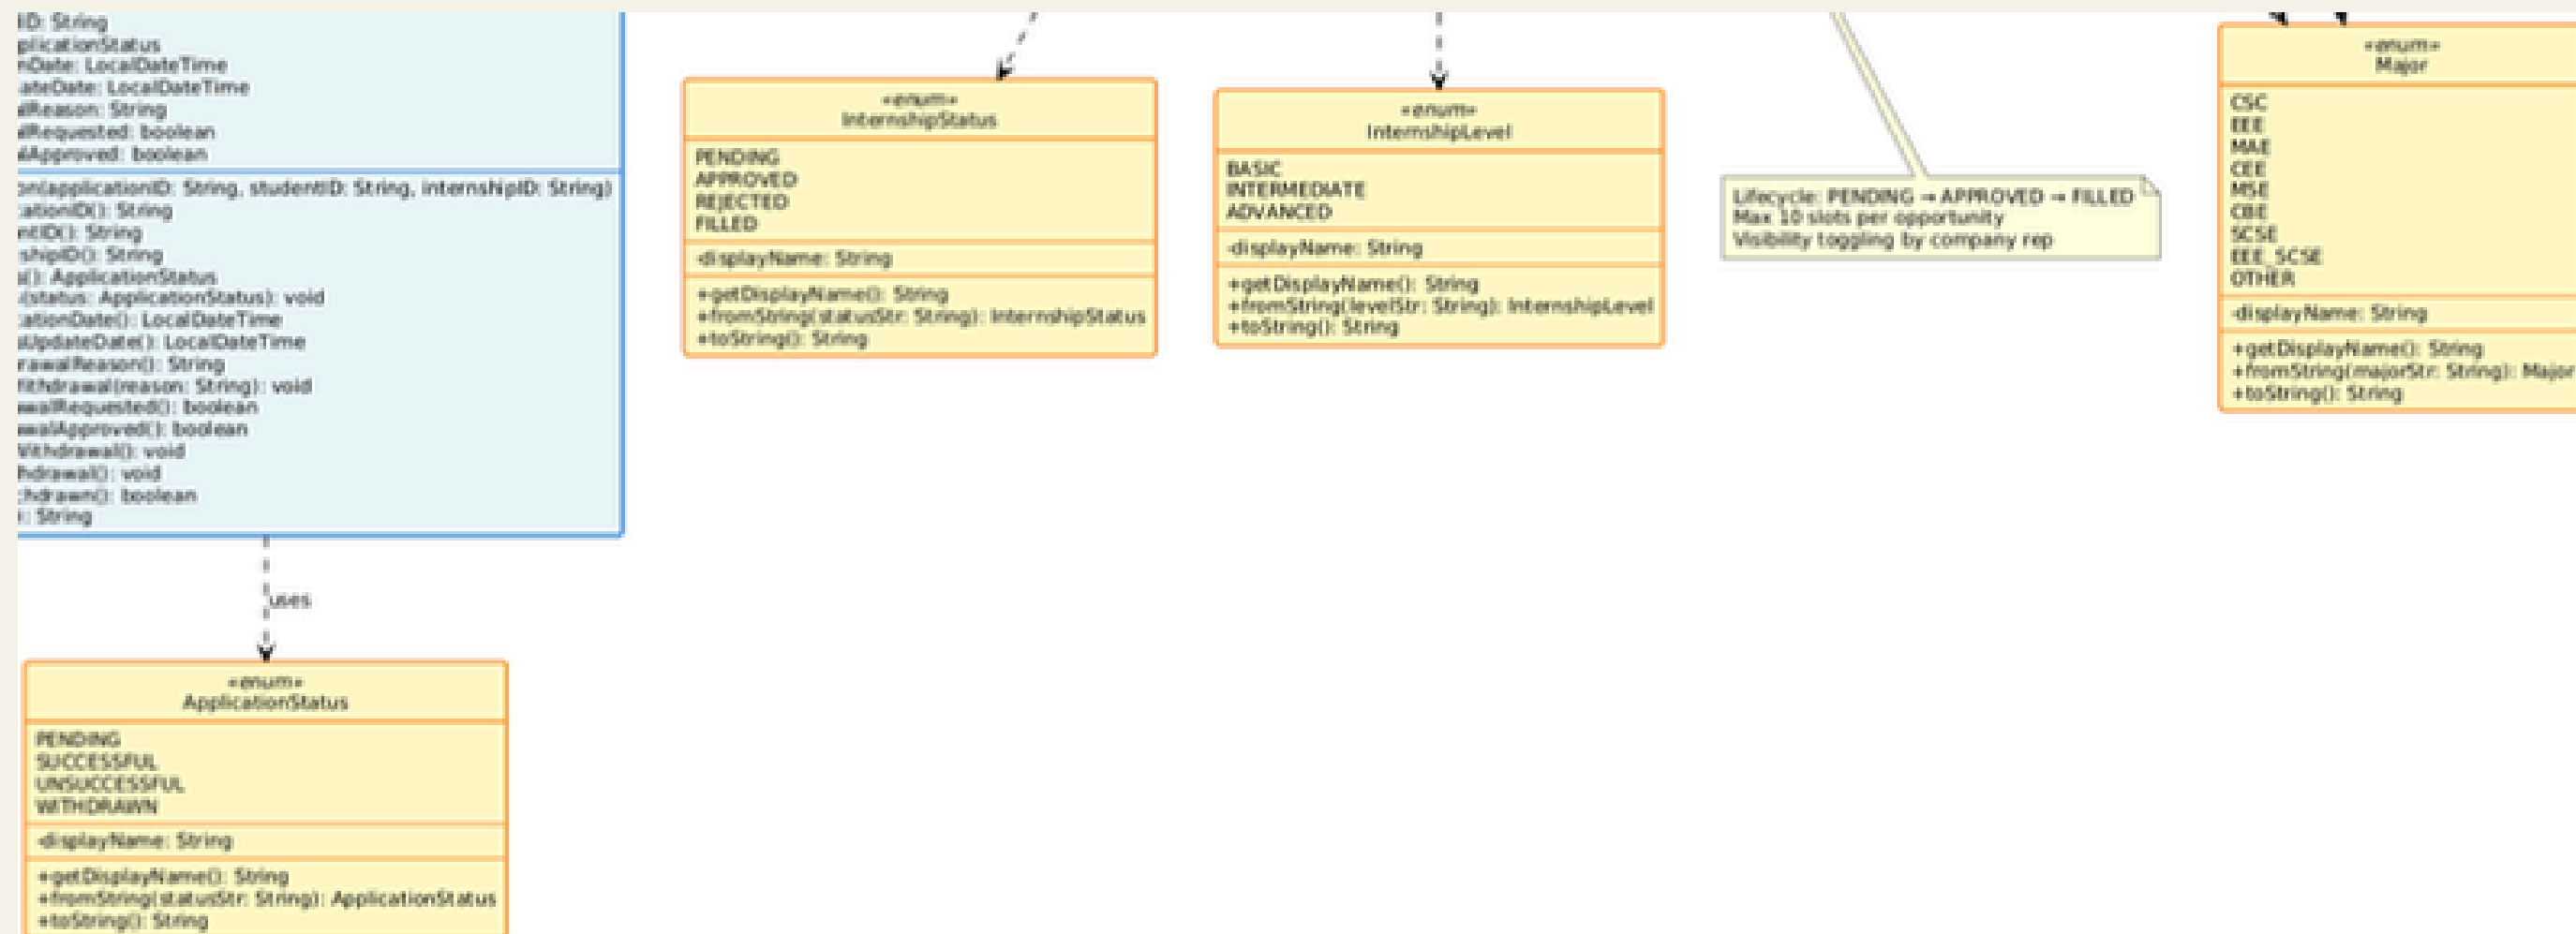 ID: String
plicationStatus
nDate: LocalDateTime
ateDate: LocalDateTime
alReason: String
alRequested: boolean
alApproved: boolean
on(applicationID: String, studentID: String, internshipID: String)
cationID(): String
ntID(): String
shipID(): String
s(): ApplicationStatus
s(status: ApplicationStatus): void
cationDate(): LocalDateTime
sUpdateDate(): LocalDateTime
rawalReason(): String
Withdrawal(reason: String): void
awalRequested(): boolean
awalApproved(): boolean
Withdrawal(): void
hdrawal(): void
thdrawn(): boolean
: String
uses
«enum»
ApplicationStatus
PENDING
SUCCESSFUL
UNSUCCESSFUL
WITHDRAWN
-displayName: String
+getDisplayName(): String
+fromString(statusStr: String): ApplicationStatus
+toString(): String
«enum»
InternshipStatus
PENDING
APPROVED
REJECTED
FILLED
-displayName: String
+getDisplayName(): String
+fromString(statusStr: String): InternshipStatus
+toString(): String
«enum»
InternshipLevel
BASIC
INTERMEDIATE
ADVANCED
-displayName: String
+getDisplayName(): String
+fromString(levelStr: String): InternshipLevel
+toString(): String
Lifecycle: PENDING → APPROVED → FILLED
Max 10 slots per opportunity
Visibility toggling by company rep
«enum»
Major
CSC
EEE
MAE
CEE
MSE
CBE
SCSE
EEE_SCSE
OTHER
-displayName: String
+getDisplayName(): String
+fromString(majorStr: String): Major
+toString(): String